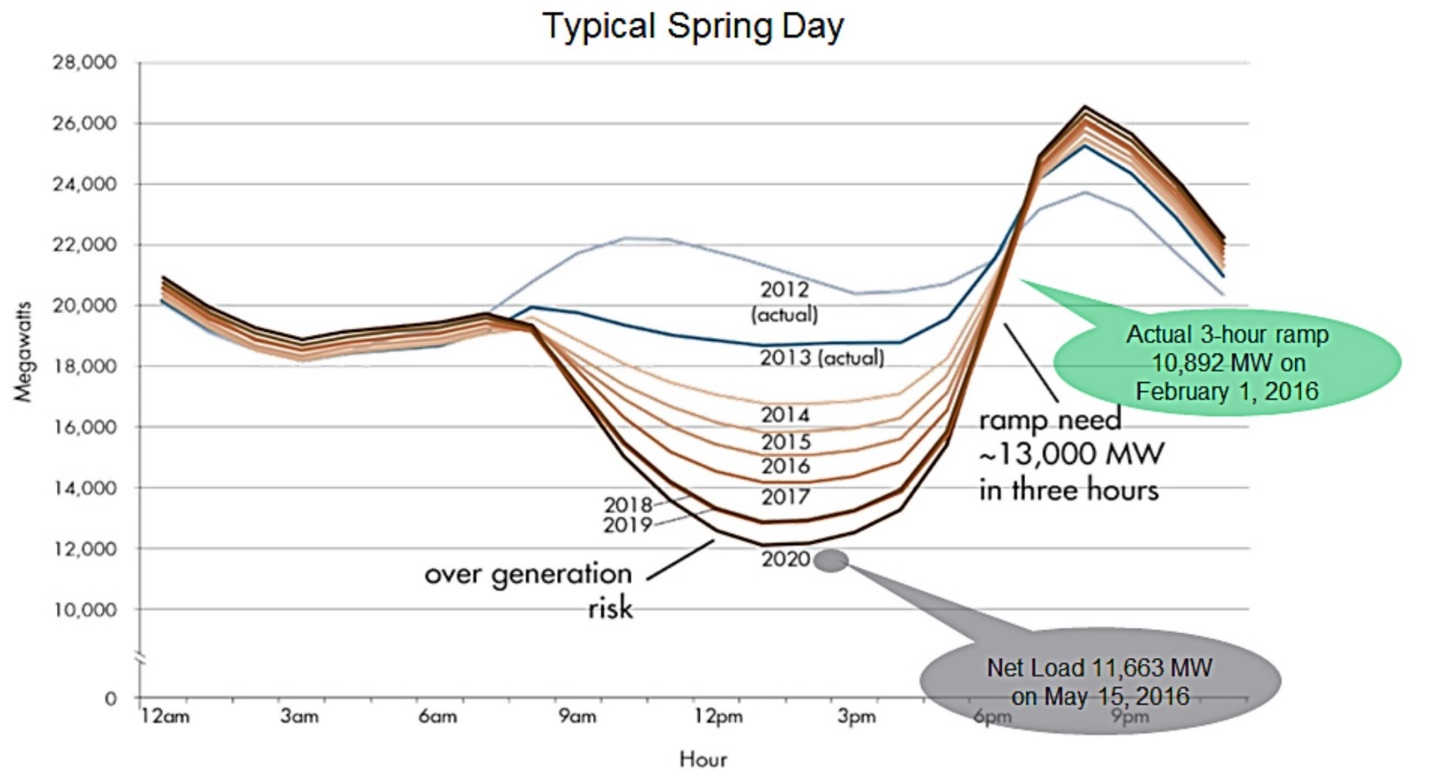 Typical Spring Day
28,000
26,000
24,000
22,000
20,000
18,000
16,000
14,000
12,000
10,000
0
Megawatts
2012
(actual)
2013 (actual)
2014
2015
2016
2017
2018
2019
2020
over generation
risk
ramp need
~13,000 MW
in three hours
Actual 3-hour ramp
10,892 MW on
February 1, 2016
Net Load 11,663 MW
on May 15, 2016
12am
3am
6am
9am
12pm
3pm
6pm
9pm
Hour